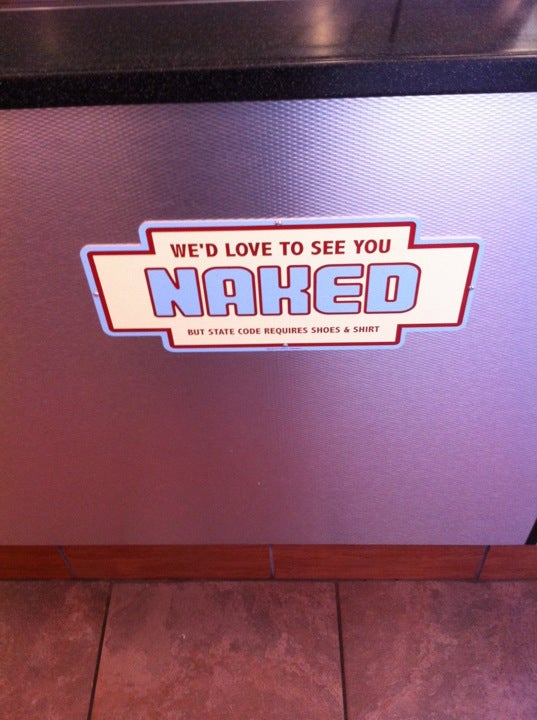 WE'D LOVE TO SEE YOU
NAKED
BUT STATE CODE REQUIRES SHOES & SHIRT